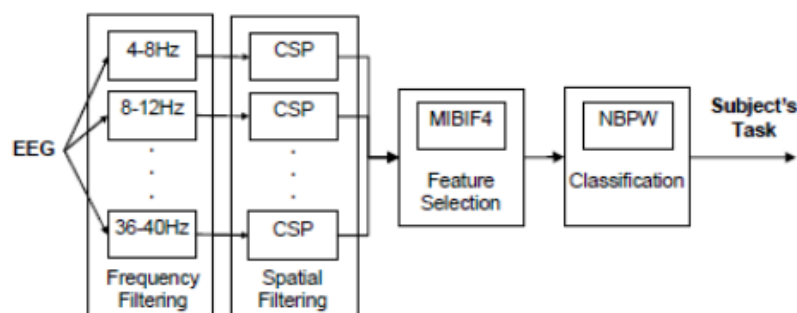 EEG
4-8Hz
8-12Hz
36-40Hz
Frequency
Filtering
CSP
CSP
CSP
Spatial
Filtering
MIBIF4
Feature
Selection
NBPW
Classification
Subject's
Task